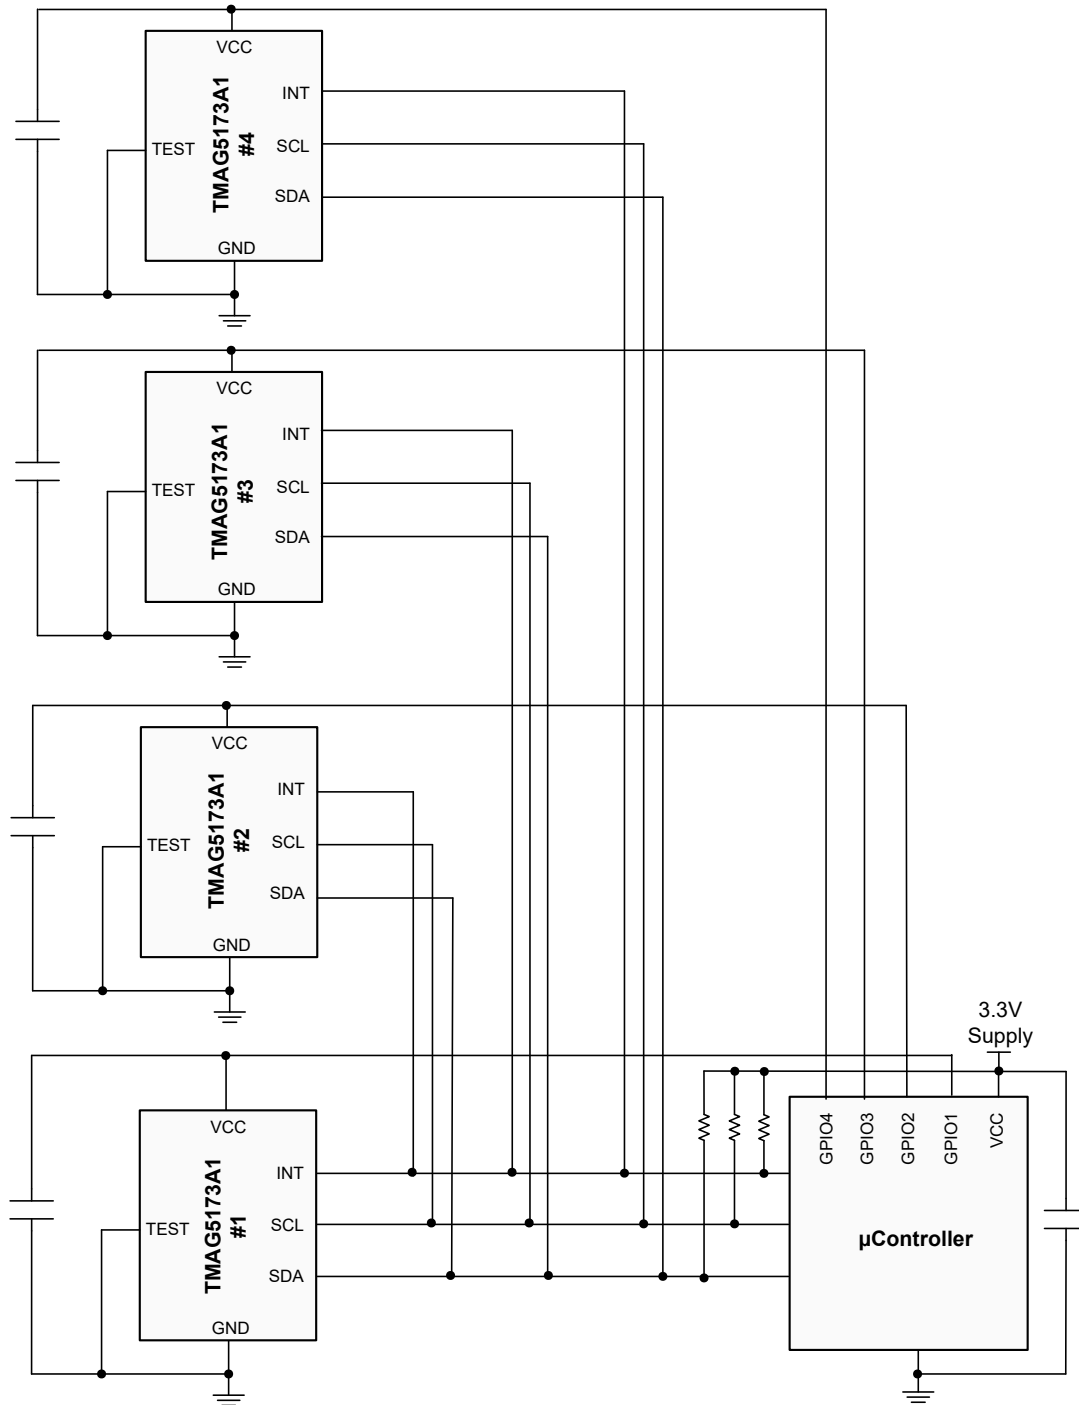 VCC
INT
TMAG5173A1
#4
SCL
TEST
SDA
GND
VCC
INT
TMAG5173A1
#3
SCL
TEST
SDA
GND
VCC
INT
TMAG5173A1
#2
SCL
TEST
SDA
GND
3.3V
Supply
VCC
INT
TMAG5173A1
#1
SCL
TEST
SDA
GND
GPIO4
GPIO3
GPIO2
GPIO1
VCC
µController